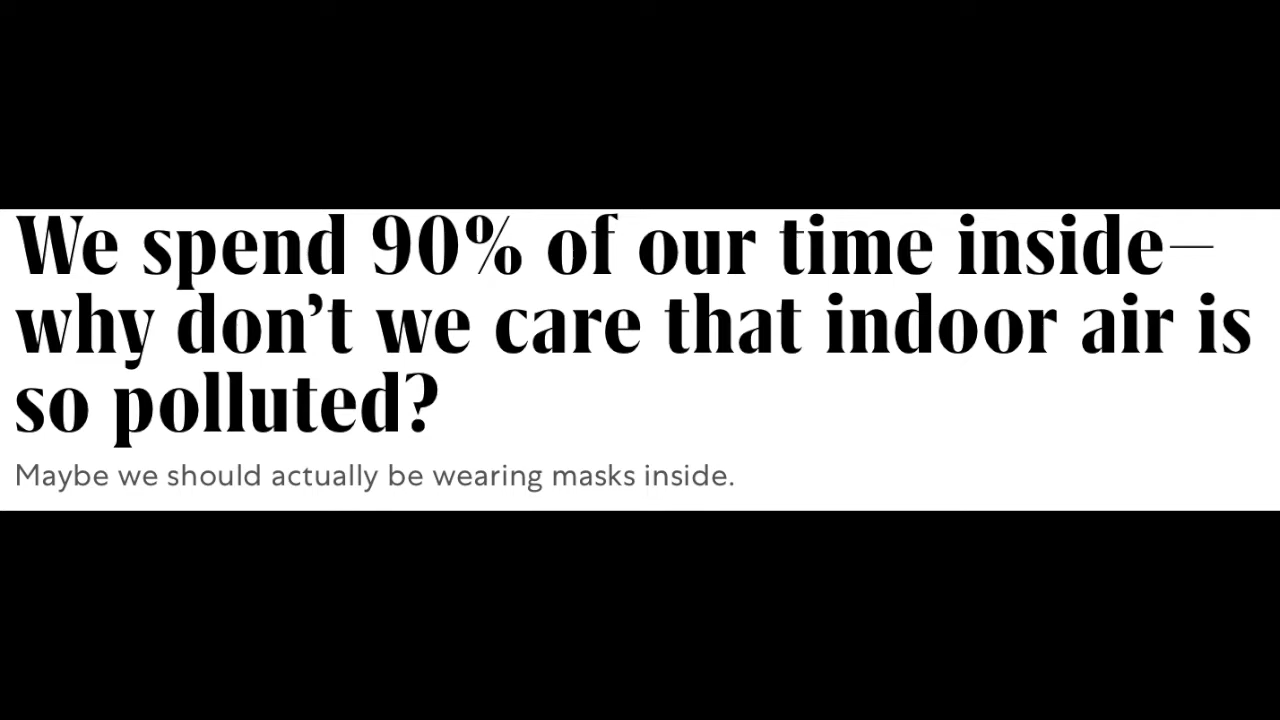 We spend 90% of our time inside—
why don’t we care that indoor air is
so polluted?
Maybe we should actually be wearing masks inside.